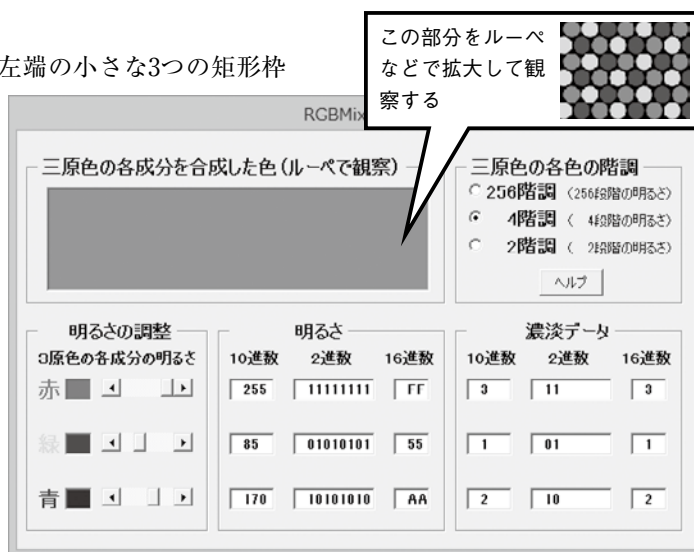 この部分をルーペ
などで拡大して観
察する
左端の小さな3つの矩形枠
RGBMix
三原色の各成分を合成した色(ルーペで観察)
三原色の各色の階調
256階調 (256段階の明るさ)
4階調 ( 4段階の明るさ)
2階調 ( 2段階の明るさ)
ヘルプ
明るさの調整
3原色の各成分の明るさ
赤
緑
青
明るさ
10進数 2進数 16進数
255 11111111 FF
85 01010101 55
170 10101010 AA
濃淡データ
10進数 2進数 16進数
3 11 3
1 01 1
2 10 2